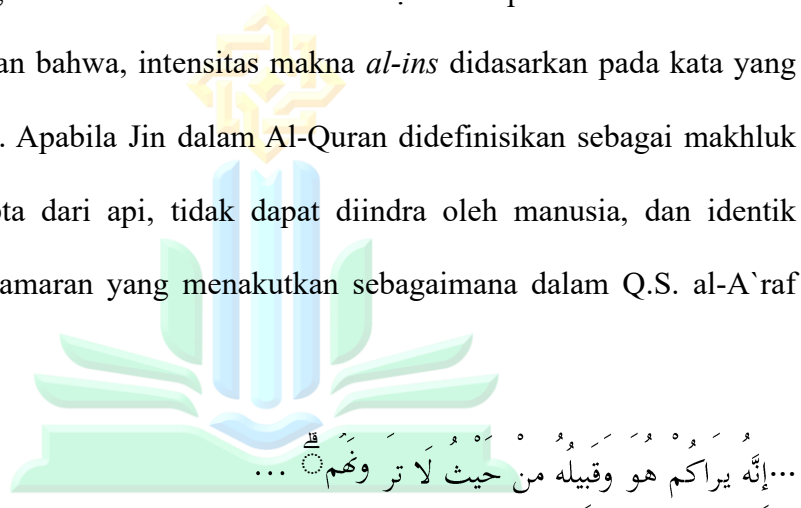 an bahwa, intensitas makna al-ins didasarkan pada kata yang
. Apabila Jin dalam Al-Quran didefinisikan sebagai makhluk
ta dari api, tidak dapat diindra oleh manusia, dan identik
amaran yang menakutkan sebagaimana dalam Q.S. al-A`raf
...إِنَّهُ يَرَاكُمْ هُوَ وَقَبِيلُهُ مِنْ حَيْثُ لَا تَرَوْنَهُمْ ۗ ...